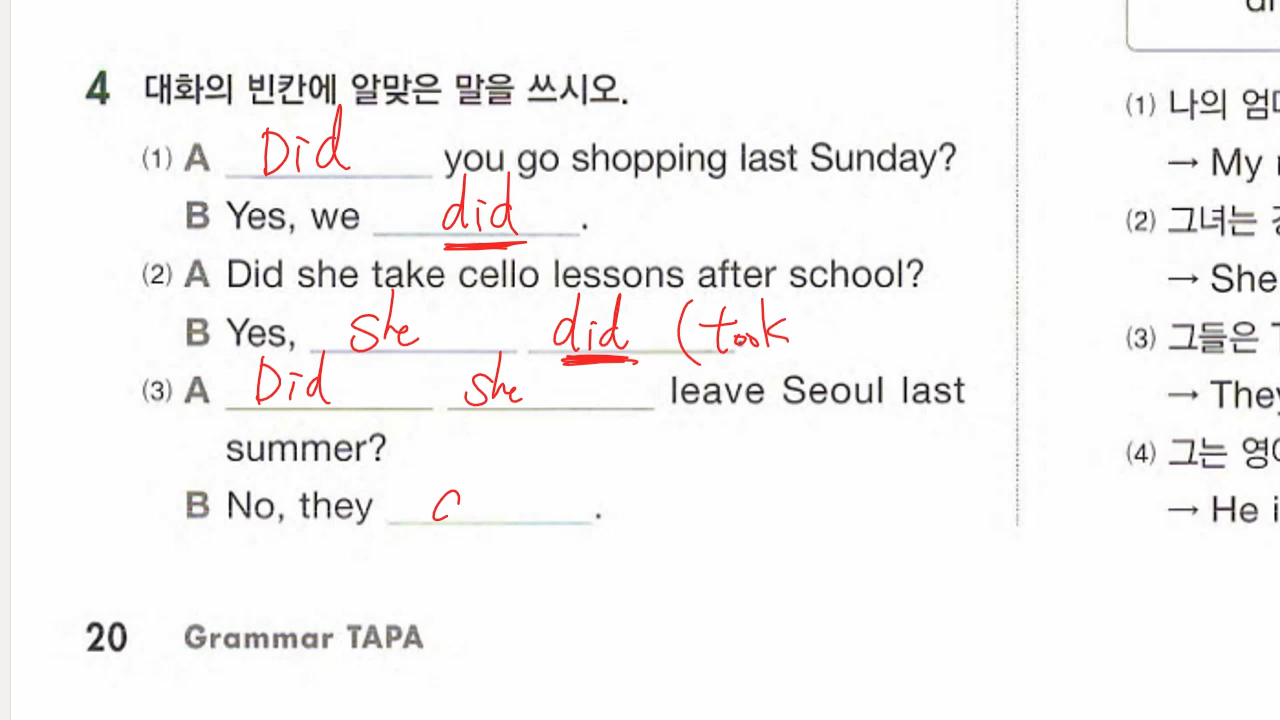 4 대화의 빈칸에 알맞은 말을 쓰시오.
(1) A Did you go shopping last Sunday?
B Yes, we did.
(2) A Did she take cello lessons after school?
B Yes, she did (took
(3) A Did she leave Seoul last
summer?
B No, they c.
20 Grammar TAPA
(1) 나의
→ My
(2) 그녀는
→ She
(3) 그들은
→ They
(4) 그는
→ He